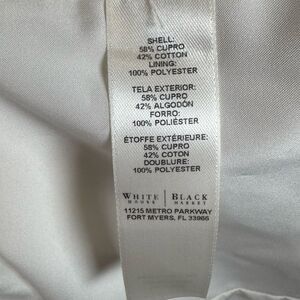 SHELL:
58% CUPRO
42% COTTON
LINING:
100% POLYESTER
TELA EXTERIOR:
58% CUPRO
42% ALGODÓN
FORRO:
100% POLIÉSTER
ÉTOFFE EXTÉRIEURE:
58% CUPRO
42% COTON
DOUBLURE:
100% POLYESTER
WHITE | BLACK
HOUSE | MARKET
11215 METRO PARKWAY
FORT MYERS, FL 33966